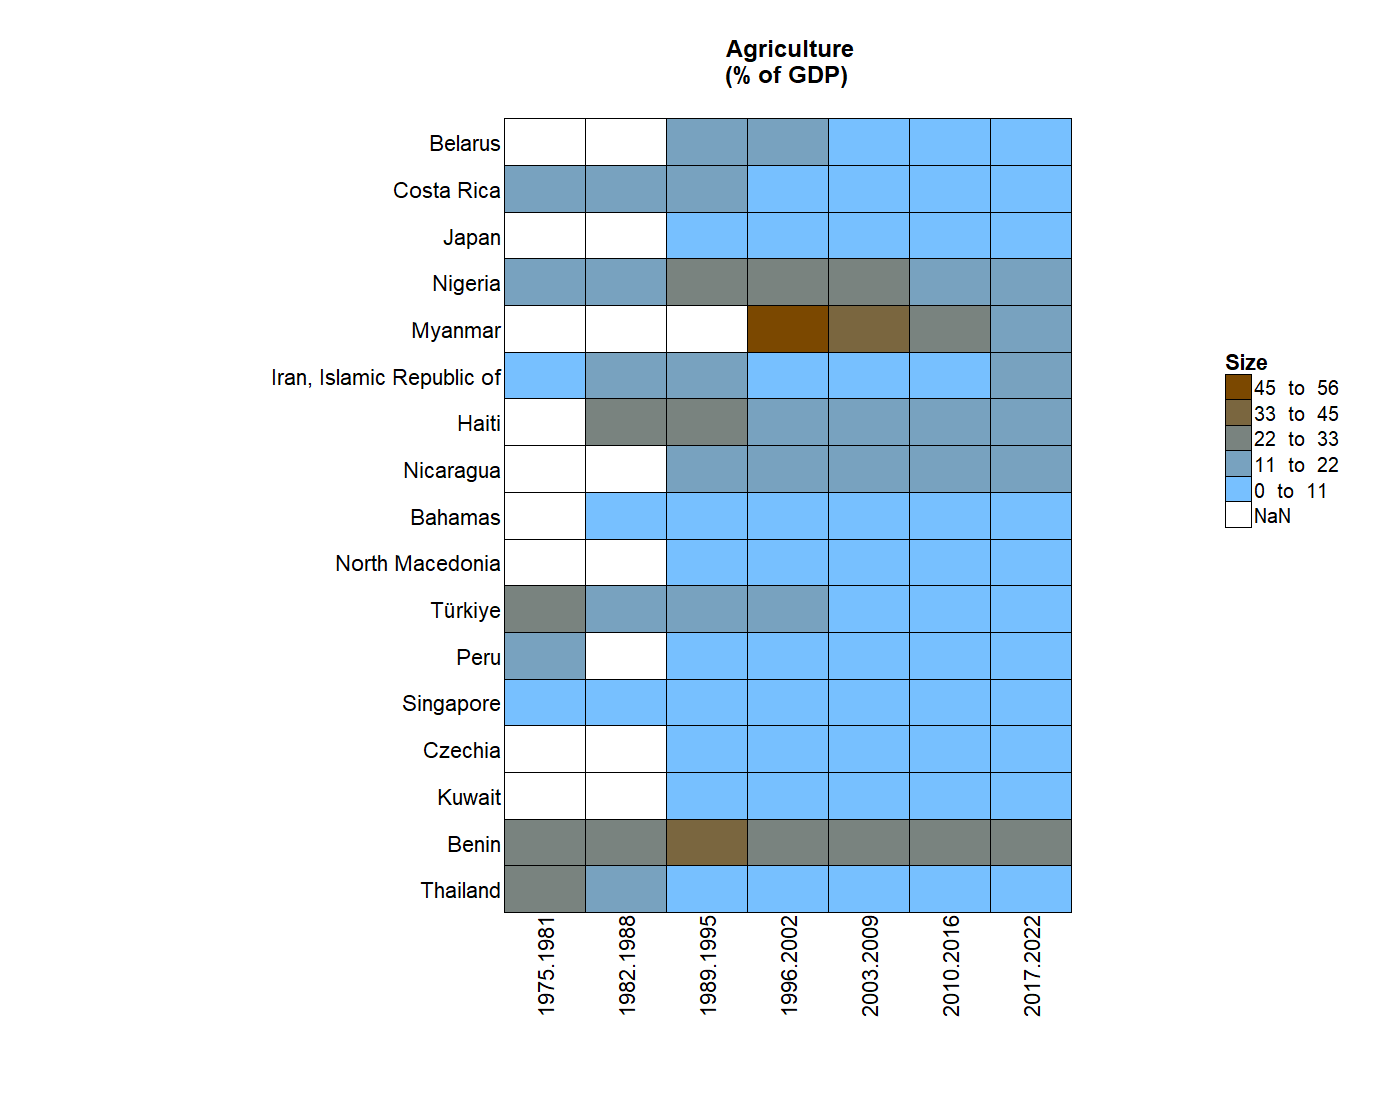 Agriculture
(% of GDP)
Belarus
Costa Rica
Japan
Nigeria
Myanmar
Iran, Islamic Republic of
Haiti
Nicaragua
Bahamas
North Macedonia
Türkiye
Peru
Singapore
Czechia
Kuwait
Benin
Thailand
1975.1981
1982.1988
1989.1995
1996.2002
2003.2009
2010.2016
2017.2022
Size
45 to 56
33 to 45
22 to 33
11 to 22
0 to 11
NaN